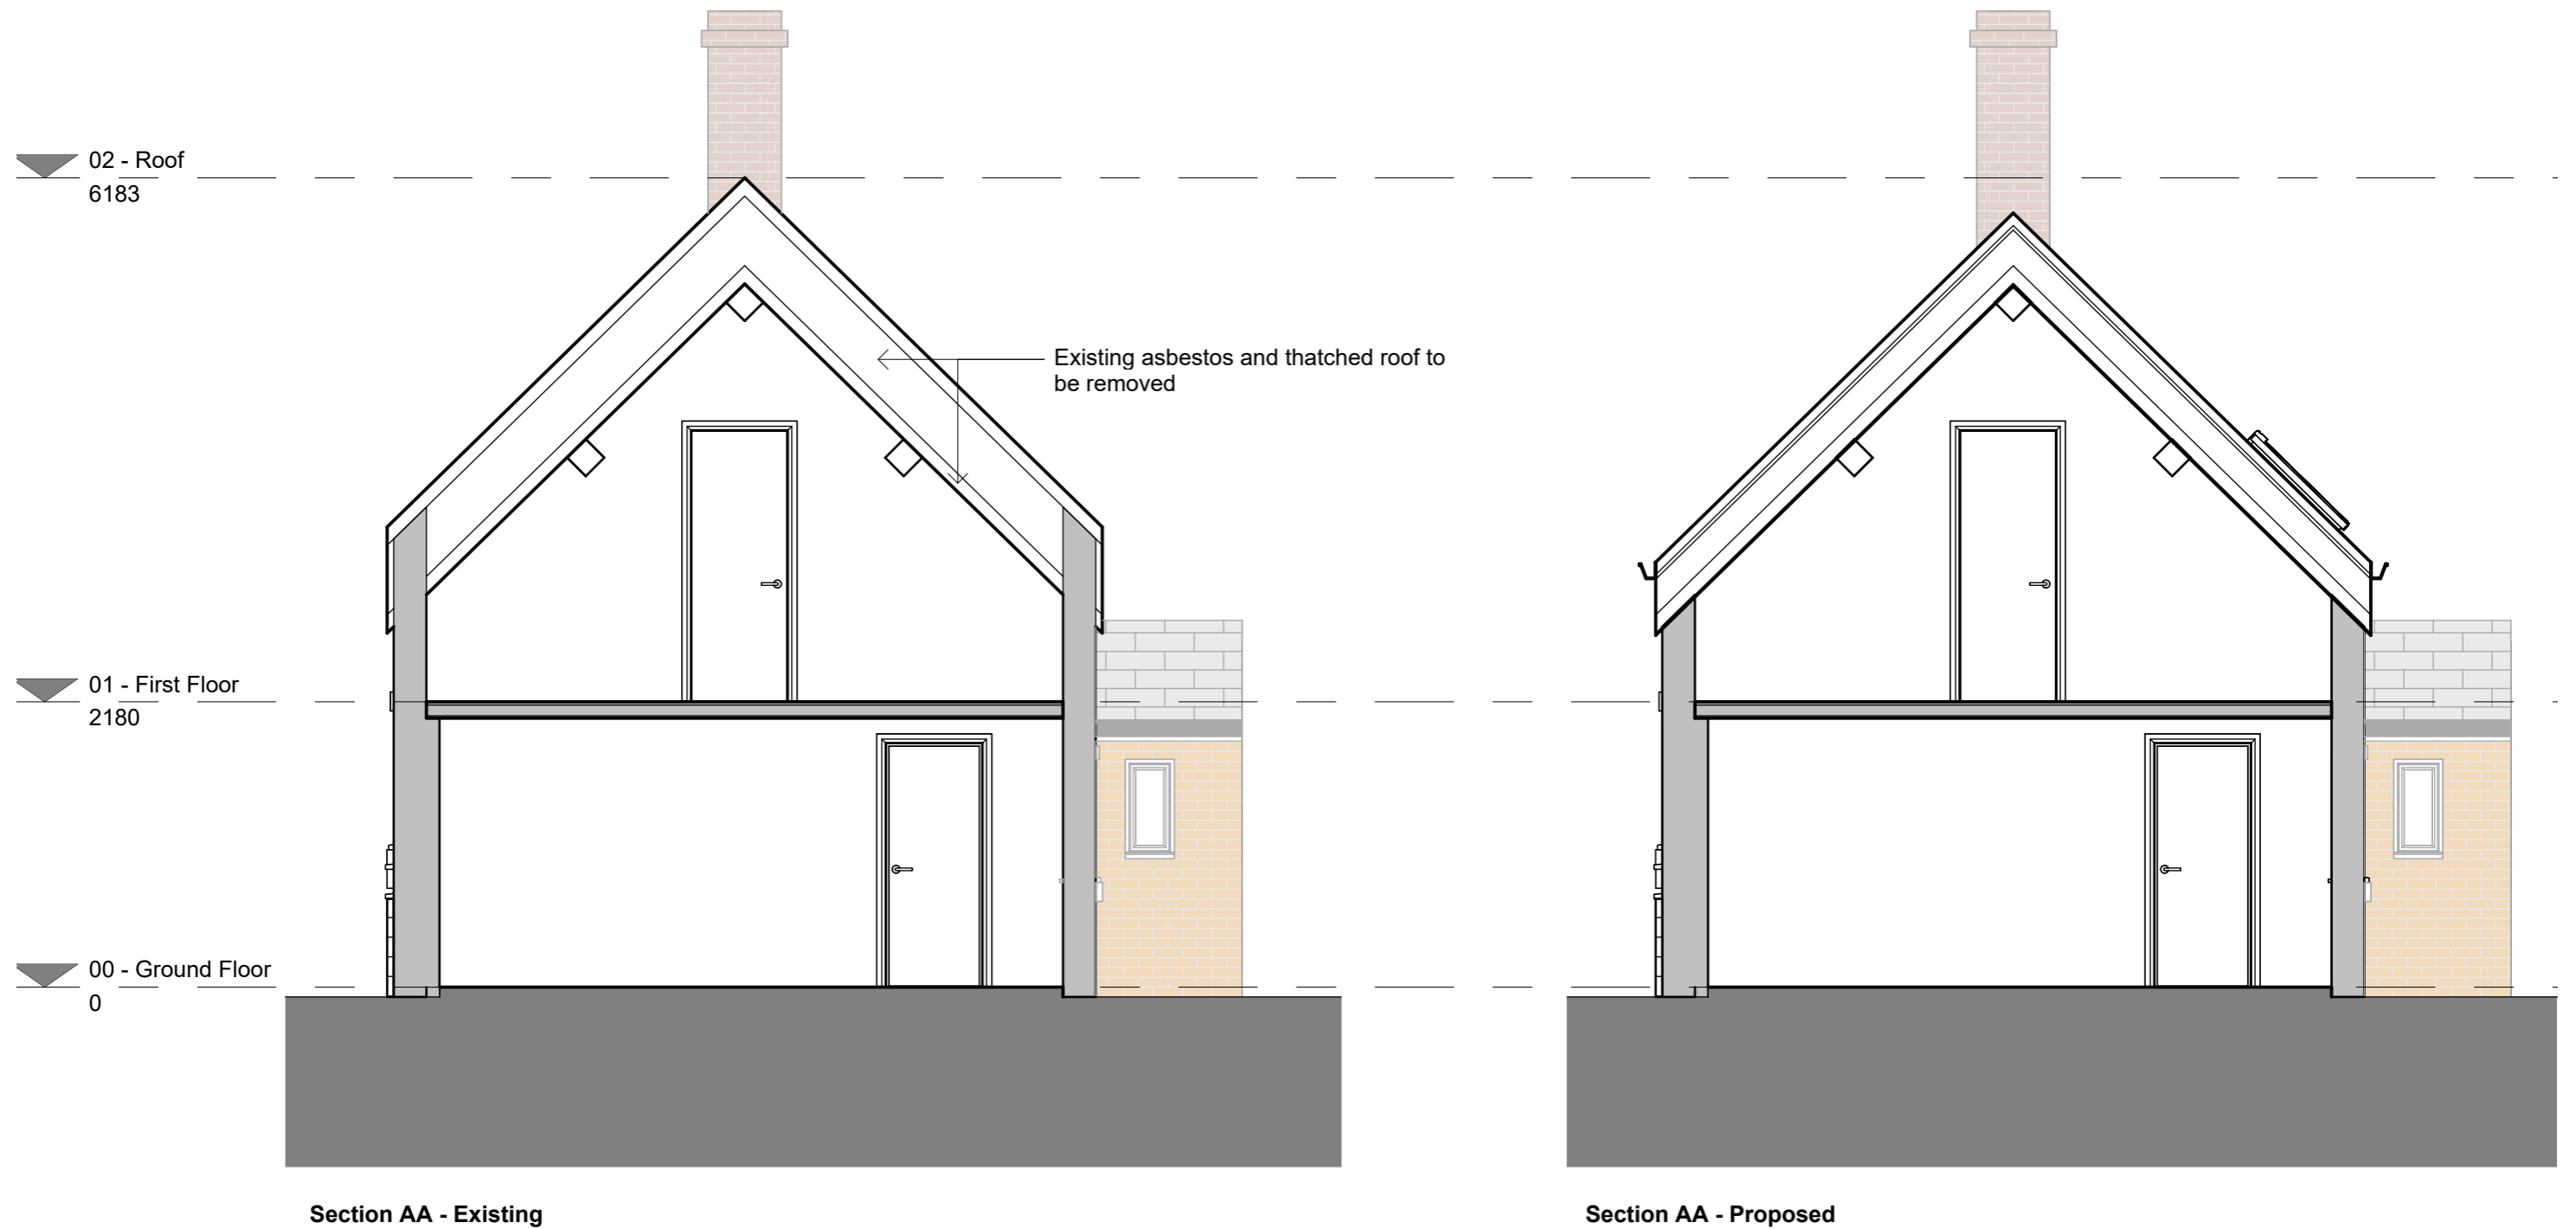 02 - Roof
6183
Existing asbestos and thatched roof to
be removed
01 - First Floor
2180
00 - Ground Floor
0
Section AA - Existing
Section AA - Proposed